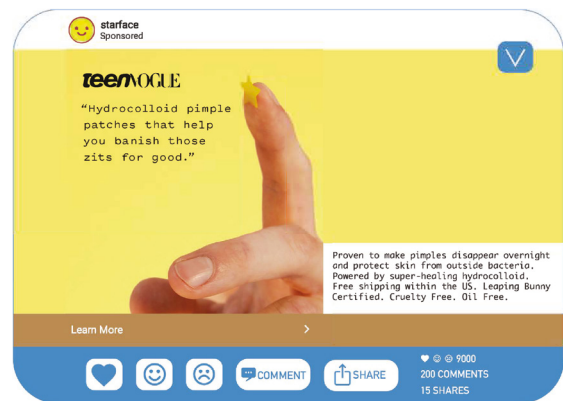 starface
Sponsored
teenVOGUE
“Hydrocolloid pimple
patches that help
you banish those
zits for good.”
Proven to make pimples disappear overnight
and protect skin from outside bacteria.
Powered by super-healing hydrocolloid.
Free shipping within the US. Leaping Bunny
Certified. Cruelty Free. Oil Free.
Learn More
9000
COMMENT
SHARE
200 COMMENTS
15 SHARES